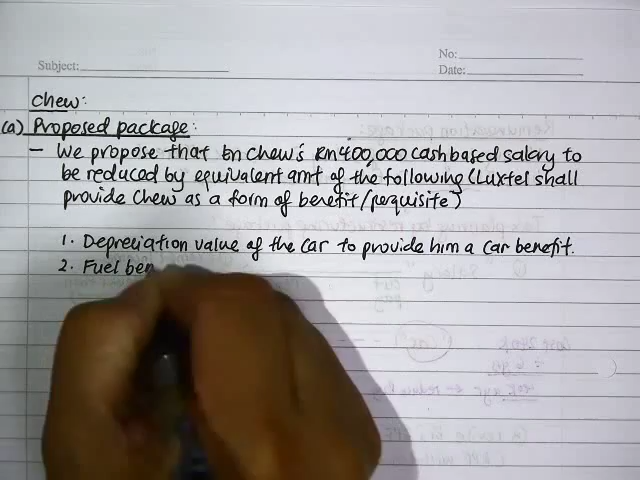 Subject:
No:
Date:
Chew:
(a) Proposed package:
- We propose that En Chew's RM400,000 cash based salary to
be reduced by equivalent amt of the following (Luxtel shall
provide Chew as a form of benefit/perquisite)
1. Depreciation value of the car to provide him a car benefit.
2. Fuel ben